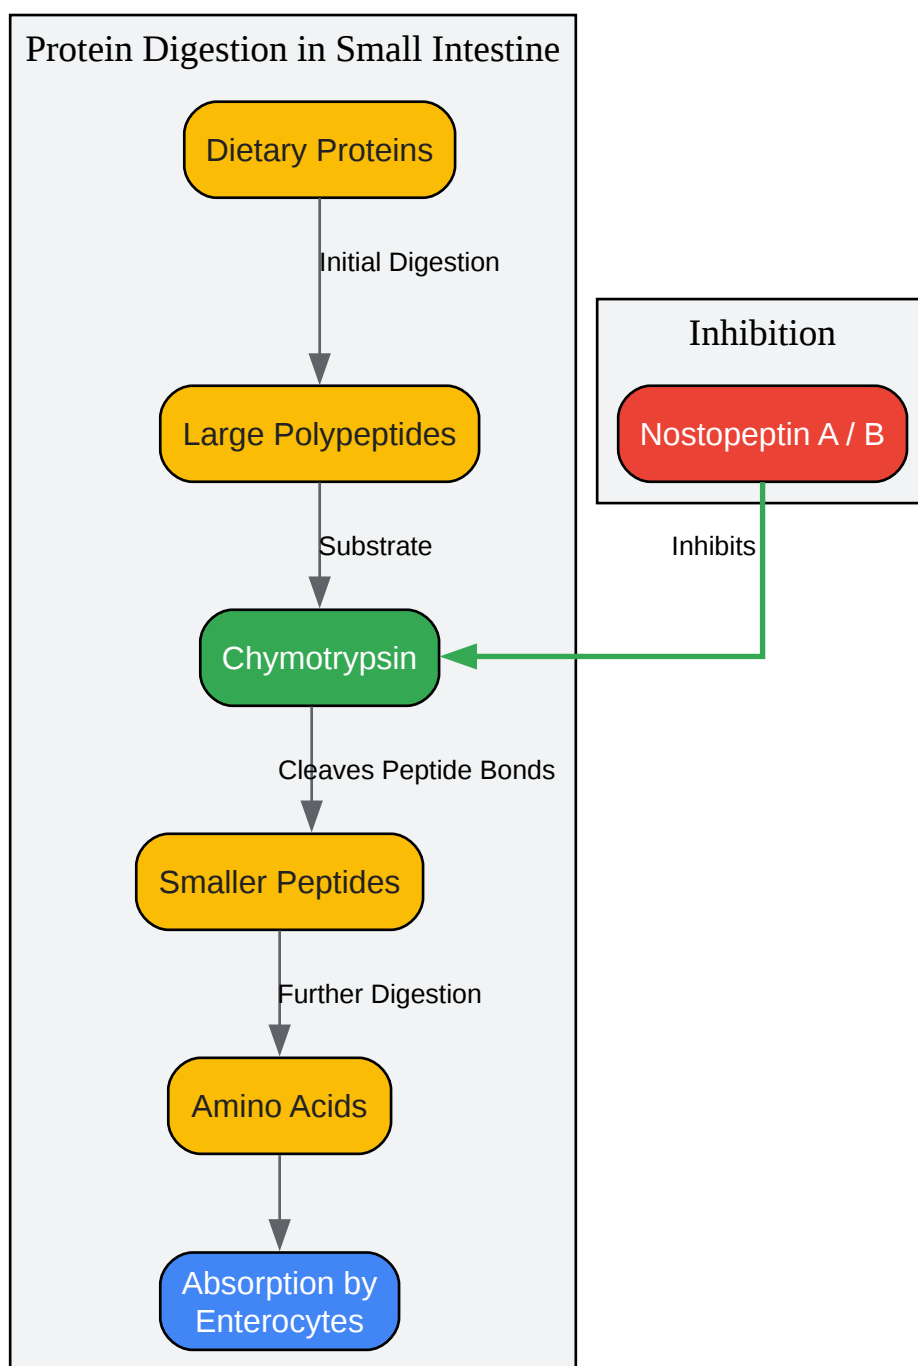 Protein Digestion in Small Intestine
Dietary Proteins
Initial Digestion
Inhibition
Large Polypeptides
Nostopeptin A / B
Substrate
Inhibits
Chymotrypsin
Cleaves Peptide Bonds
Smaller Peptides
Further Digestion
Amino Acids
Absorption by
Enterocytes